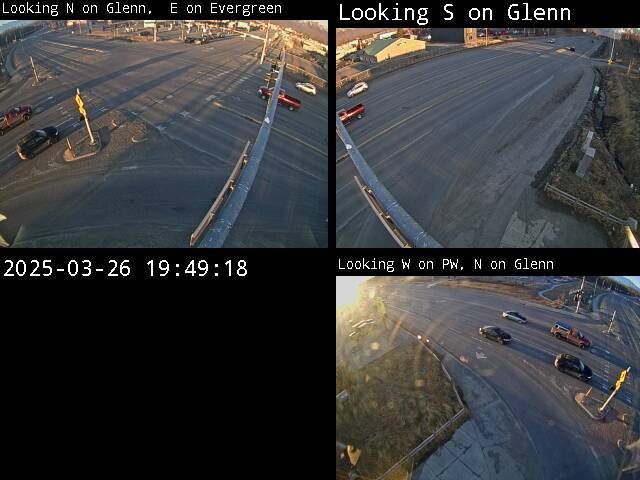 Looking N on Glenn,  E on Evergreen
Looking S on Glenn
2025-03-26 19:49:18
Looking W on PW, N on Glenn